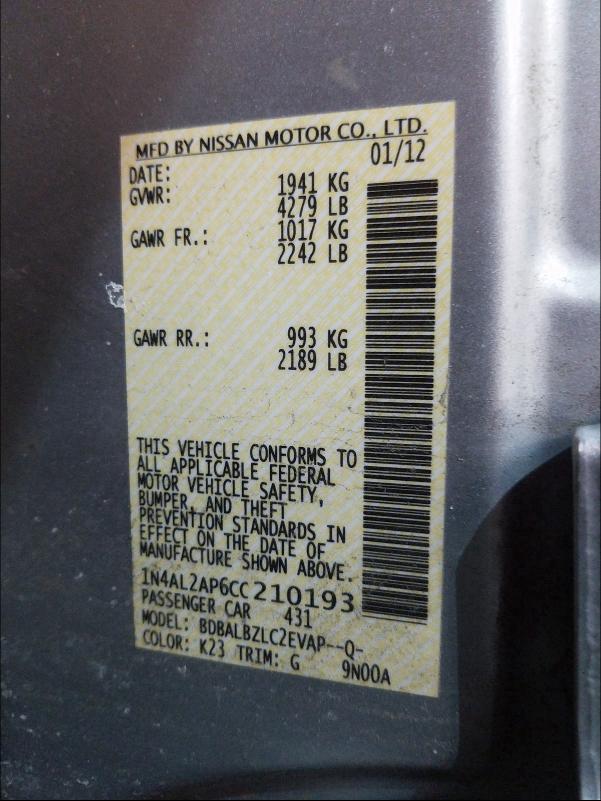 MFD BY NISSAN MOTOR CO., LTD.
DATE: 01/12
GVWR: 1941 KG
4279 LB
GAWR FR.: 1017 KG
2242 LB
GAWR RR.: 993 KG
2189 LB
THIS VEHICLE CONFORMS TO
ALL APPLICABLE FEDERAL
MOTOR VEHICLE SAFETY,
BUMPER, AND THEFT
PREVENTION STANDARDS IN
EFFECT ON THE DATE OF
MANUFACTURE SHOWN ABOVE.
1N4AL2AP6CC210193
PASSENGER CAR 431
MODEL: BDBALBZLC2EVAP--Q-
COLOR: K23 TRIM: G 9N00A